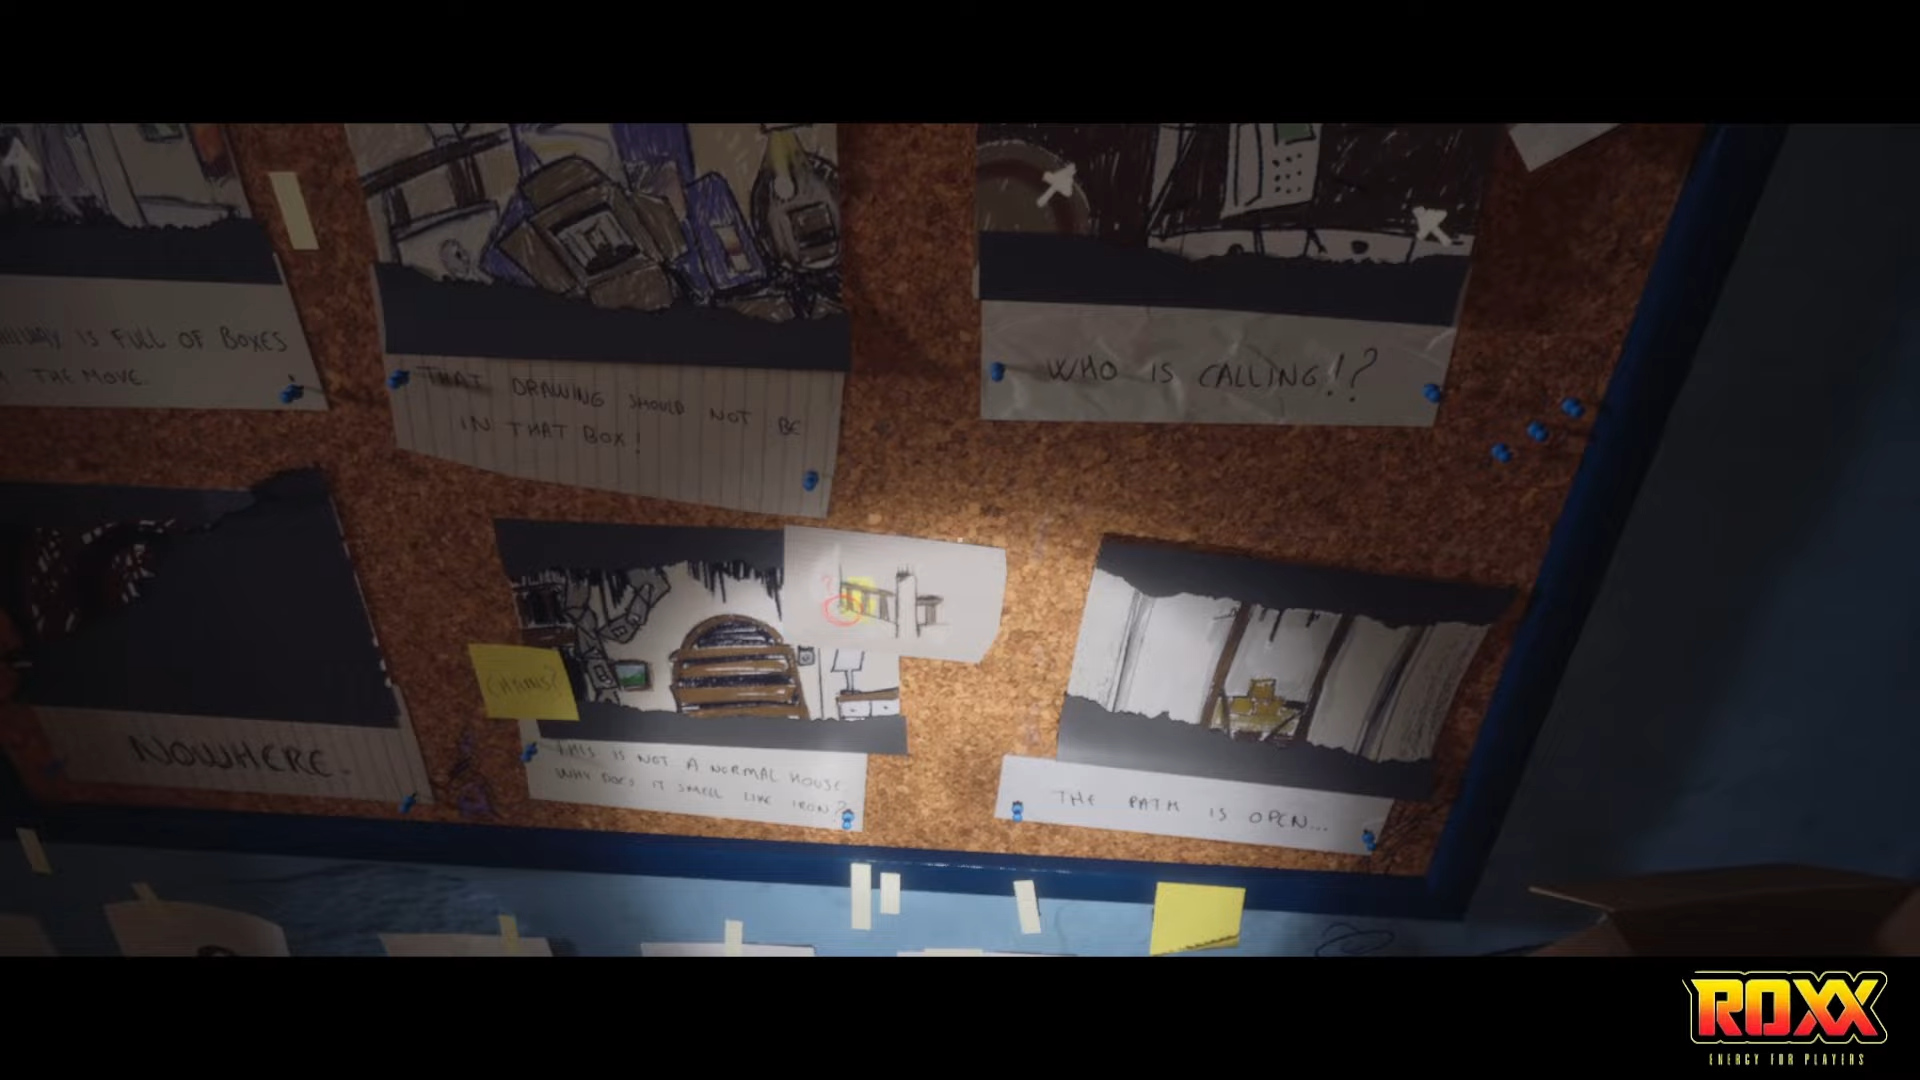 IS FULL OF BOXES
THE MOVE.
THAT DRAWING SHOULD NOT BE
IN THAT BOX!
WHO IS CALLING!?
NOWHERE.
CHAINS?
THIS IS NOT A NORMAL HOUSE
WHY DOES IT SMELL LIKE IRON?
THE PATH IS OPEN...
ROXX
ENERGY FOR PLAYERS